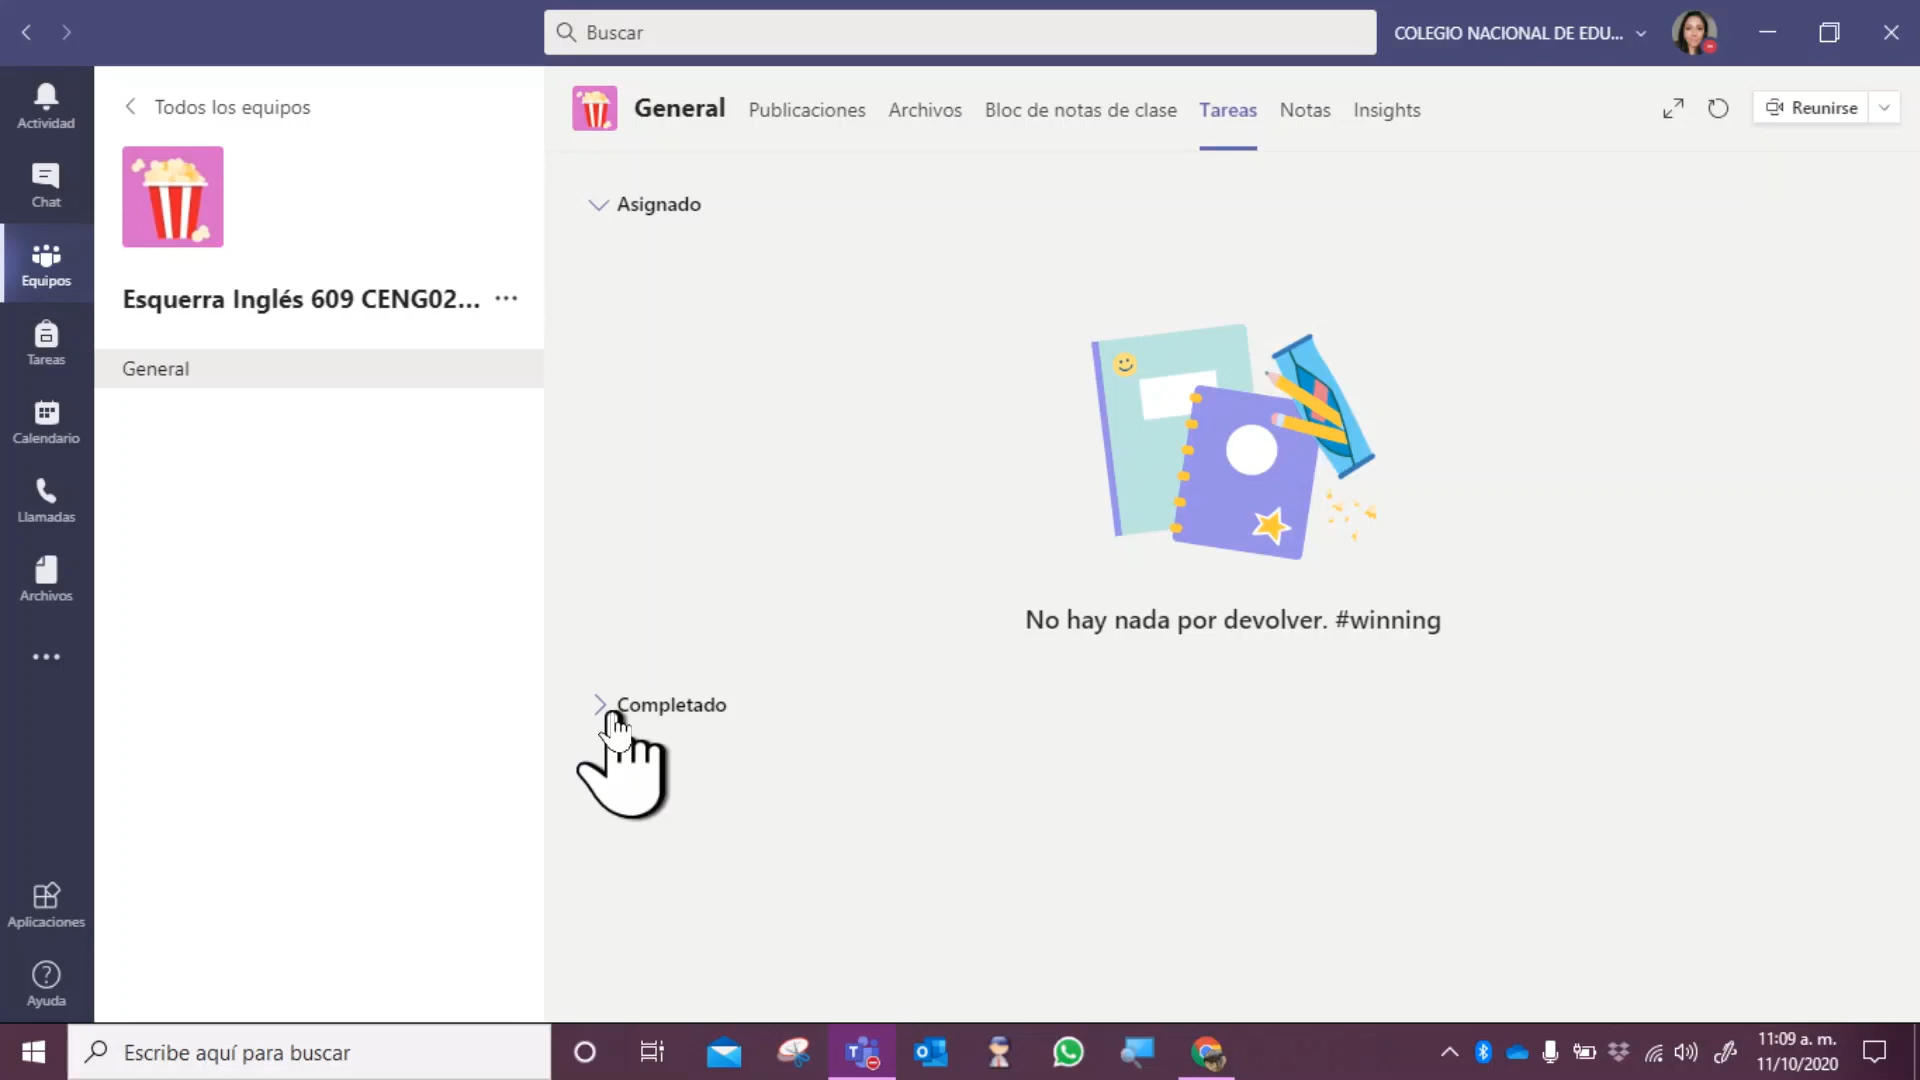 Buscar
COLEGIO NACIONAL DE EDU...
Actividad
Chat
Equipos
Tareas
Calendario
Llamadas
Archivos
Aplicaciones
Ayuda
Todos los equipos
Esquerra Inglés 609 CENG02...
General
General
Publicaciones
Archivos
Bloc de notas de clase
Tareas
Notas
Insights
Reunirse
Asignado
No hay nada por devolver. #winning
Completado
Escribe aquí para buscar
11:09 a. m.
11/10/2020